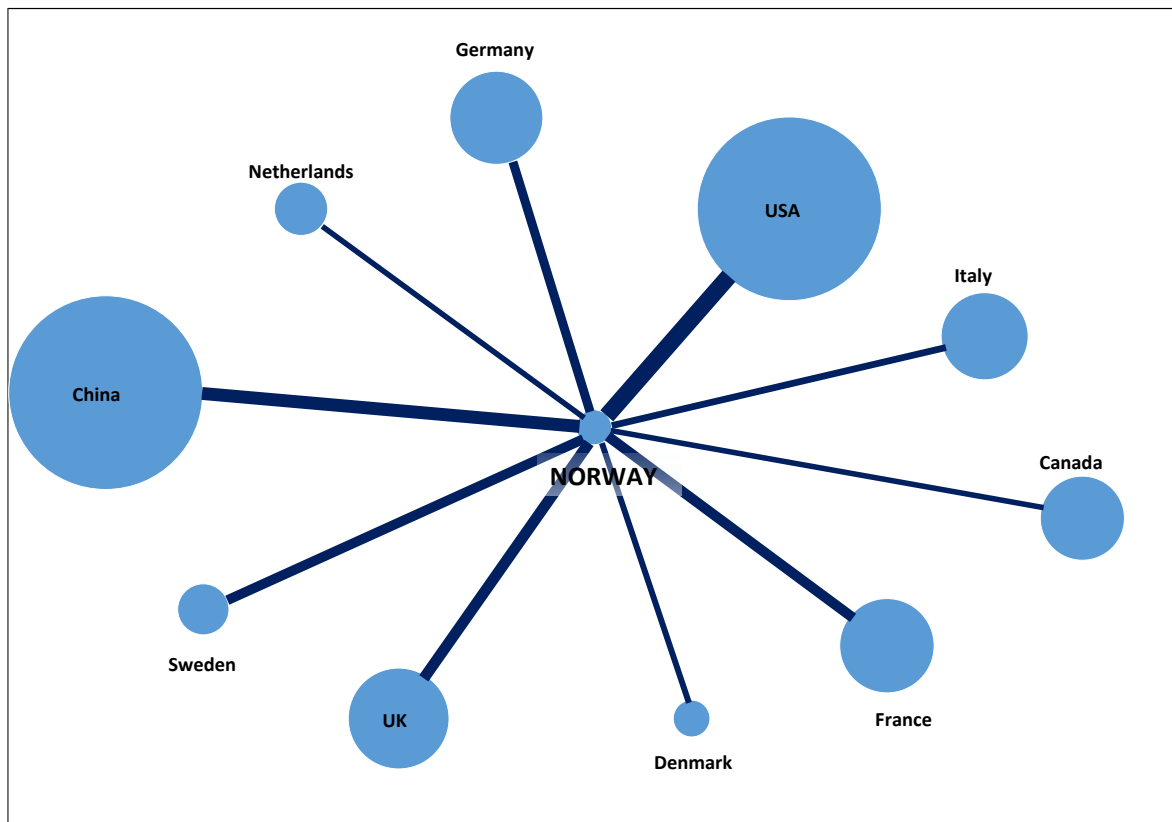 Germany
Netherlands
USA
Italy
China
Canada
NORWAY
Sweden
UK
France
Denmark